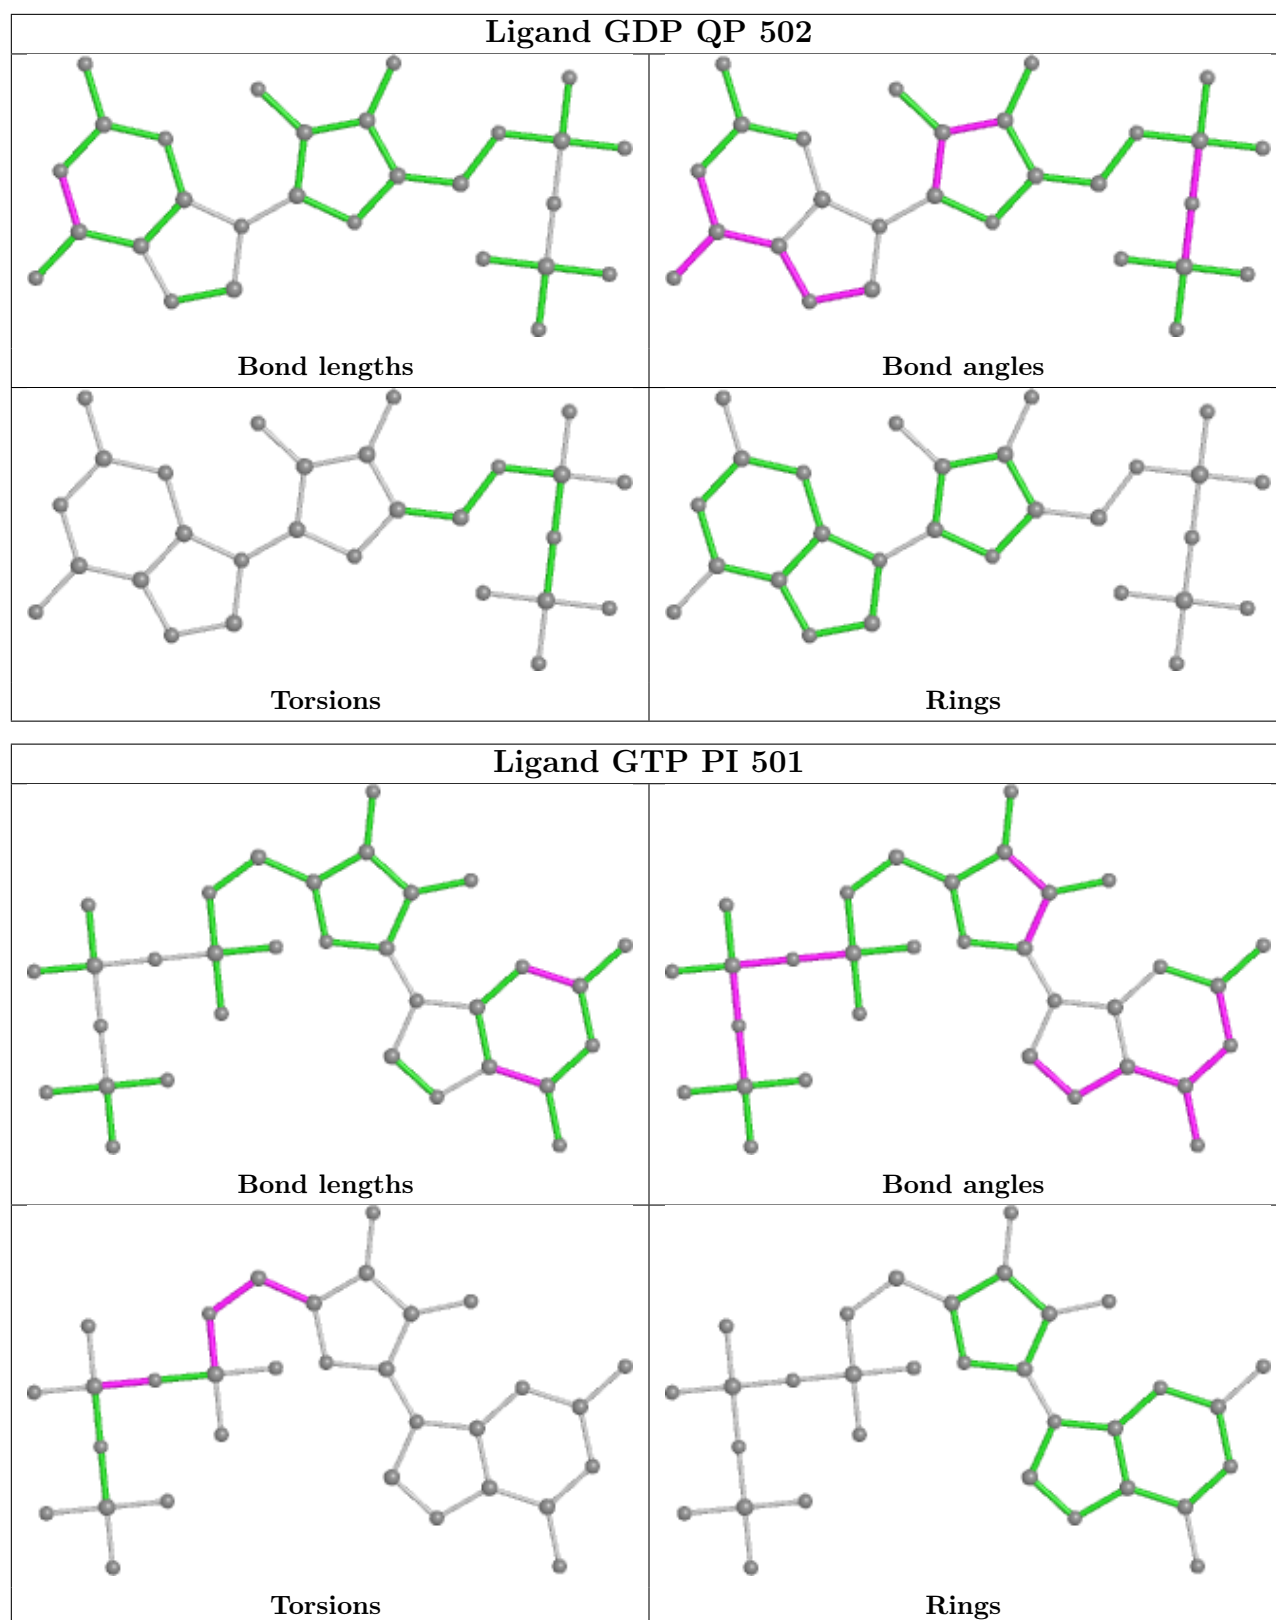 Ligand GDP QP 502
Bond lengths
Bond angles
Torsions
Rings
Ligand GTP PI 501
Bond lengths
Bond angles
Torsions
Rings